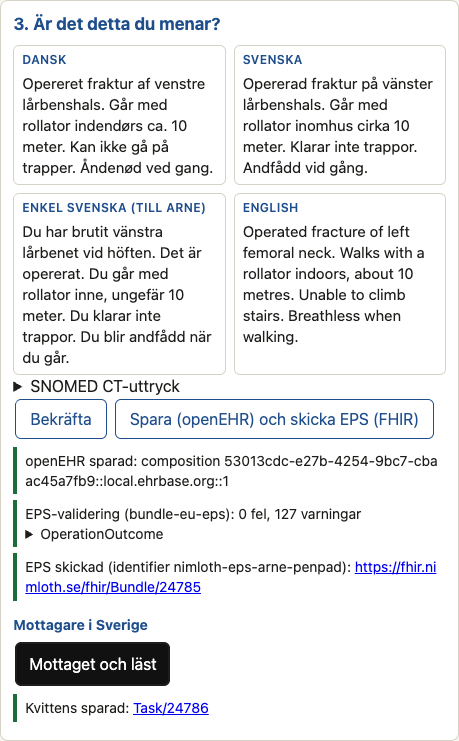 3. Är det detta du menar?
DANSK
Opereret fraktur af venstre
lårbenshals. Går med
rollator indendørs ca. 10
meter. Kan ikke gå på
trapper. Åndenød ved gang.
SVENSKA
Opererad fraktur på vänster
lårbenshals. Går med
rollator inomhus cirka 10
meter. Klarar inte trappor.
Andfådd vid gång.
ENKEL SVENSKA (TILL ARNE)
Du har brutit vänstra
lårbenet vid höften. Det är
opererat. Du går med
rollator inne, ungefär 10
meter. Du klarar inte
trappor. Du blir andfådd när
du går.
ENGLISH
Operated fracture of left
femoral neck. Walks with a
rollator indoors, about 10
metres. Unable to climb
stairs. Breathless when
walking.
SNOMED CT-uttryck
Bekräfta
Spara (openEHR) och skicka EPS (FHIR)
openEHR sparad: composition 53013cdc-e27b-4254-9bc7-cba
ac45a7fb9::local.ehrbase.org::1
EPS-validering (bundle-eu-eps): 0 fel, 127 varningar
OperationOutcome
EPS skickad (identifier nimloth-eps-arne-penpad): https://fhir.ni
mloth.se/fhir/Bundle/24785
Mottagare i Sverige
Mottaget och läst
Kvittens sparad: Task/24786